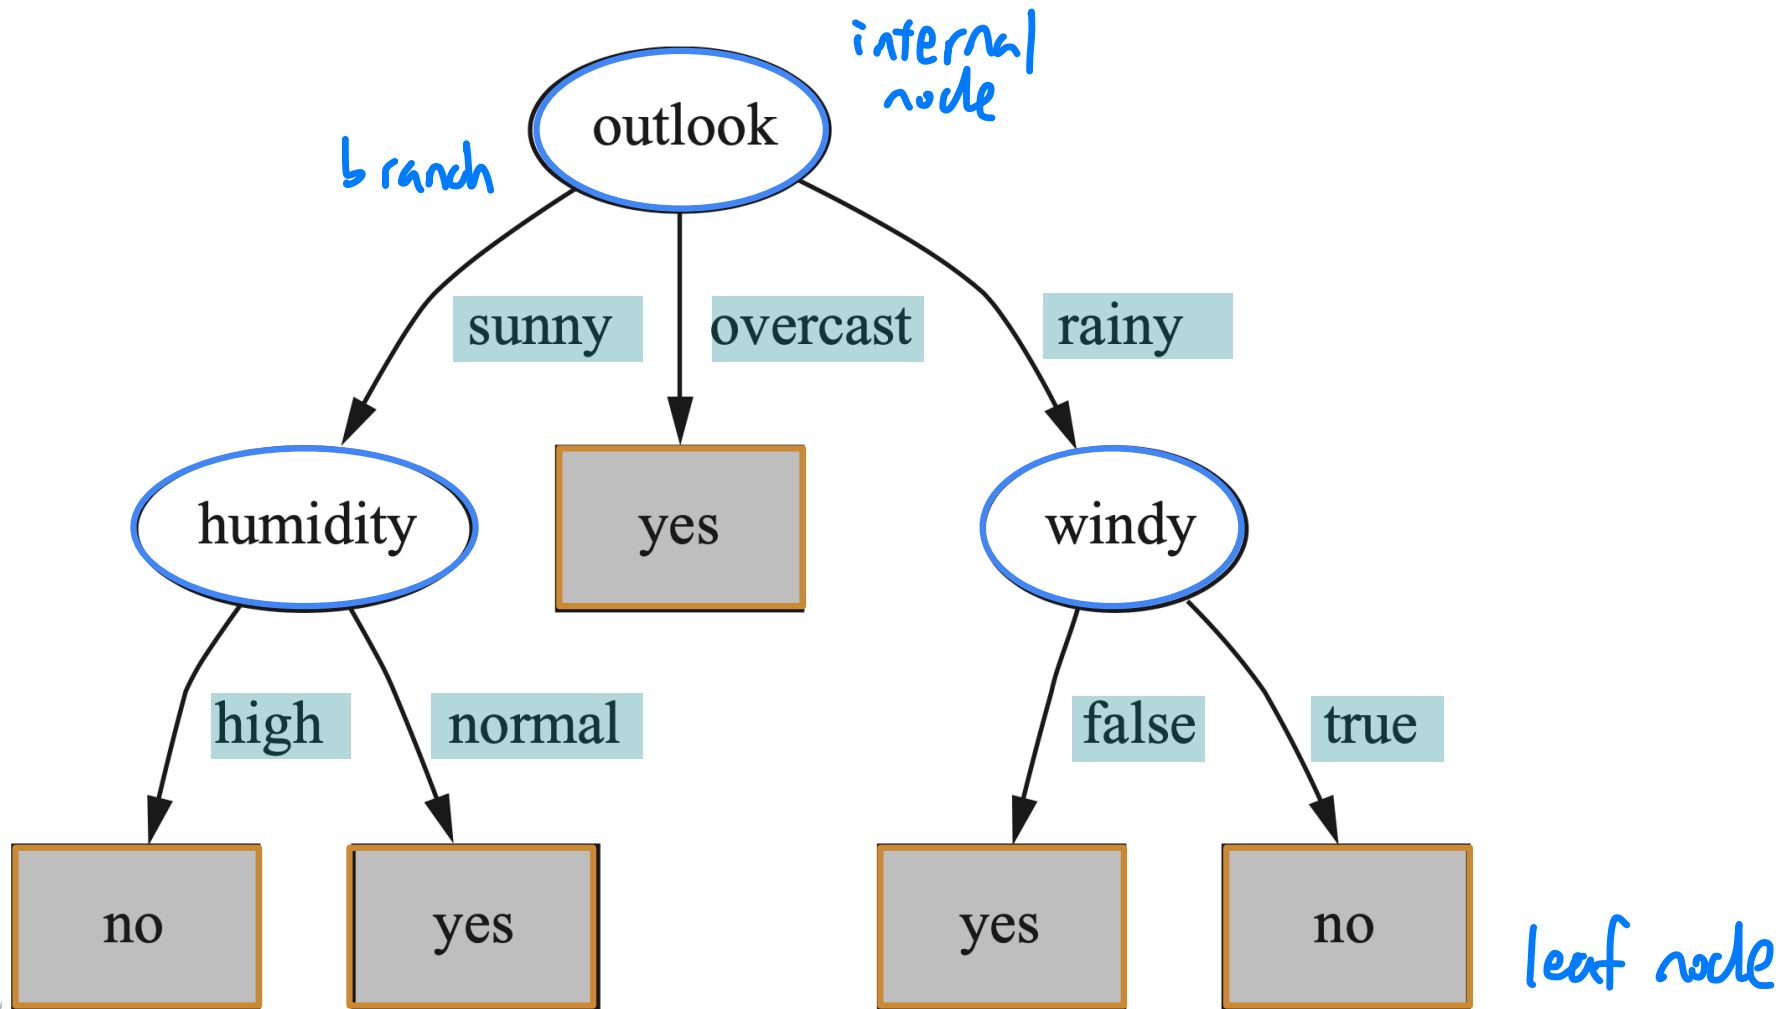 internal
node
outlook
branch
sunny
overcast
rainy
humidity
yes
windy
high
normal
false
true
no
yes
yes
no
leaf node